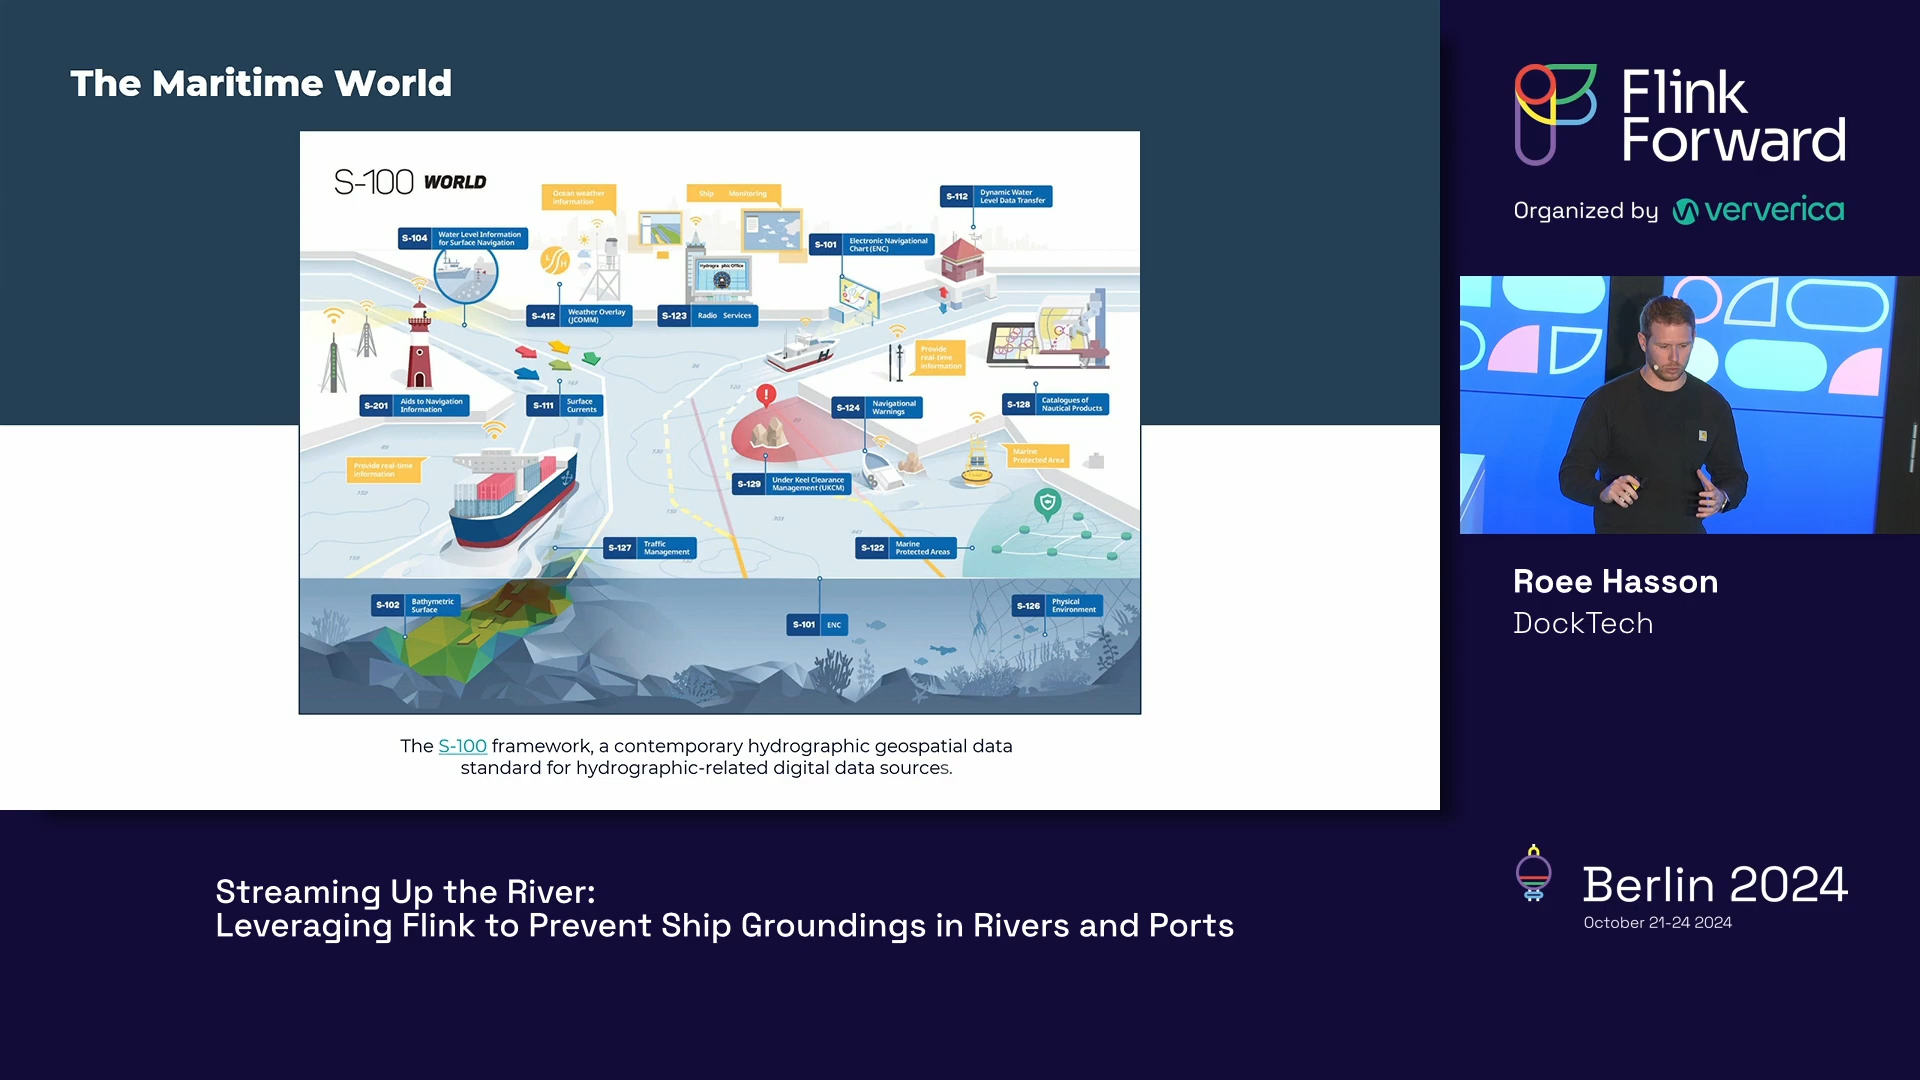 The Maritime World
S-100 WORLD
Ocean weather
information
Ship Monitoring
S-112
Dynamic Water
Level Data Transfer
S-104
Water Level Information
for Surface Navigation
S-101
Electronic Navigational
Chart (ENC)
S-412
Weather Overlay
(JCOMM)
S-123
Radio Services
Provide
real-time
information
S-201
Aids to Navigation
Information
S-111
Surface
Currents
S-124
Navigational
Warnings
S-128
Catalogues of
Nautical Products
Provide real-time
information
Marine
Protected Area
S-129
Under Keel Clearance
Management (UKCM)
S-127
Traffic
Management
S-122
Marine
Protected Areas
S-102
Bathymetric
Surface
S-101
ENC
S-126
Physical
Environment
The S-100 framework, a contemporary hydrographic geospatial data
standard for hydrographic-related digital data sources.
Flink
Forward
Organized by ververica
Roee Hasson
DockTech
Streaming Up the River:
Leveraging Flink to Prevent Ship Groundings in Rivers and Ports
Berlin 2024
October 21-24 2024